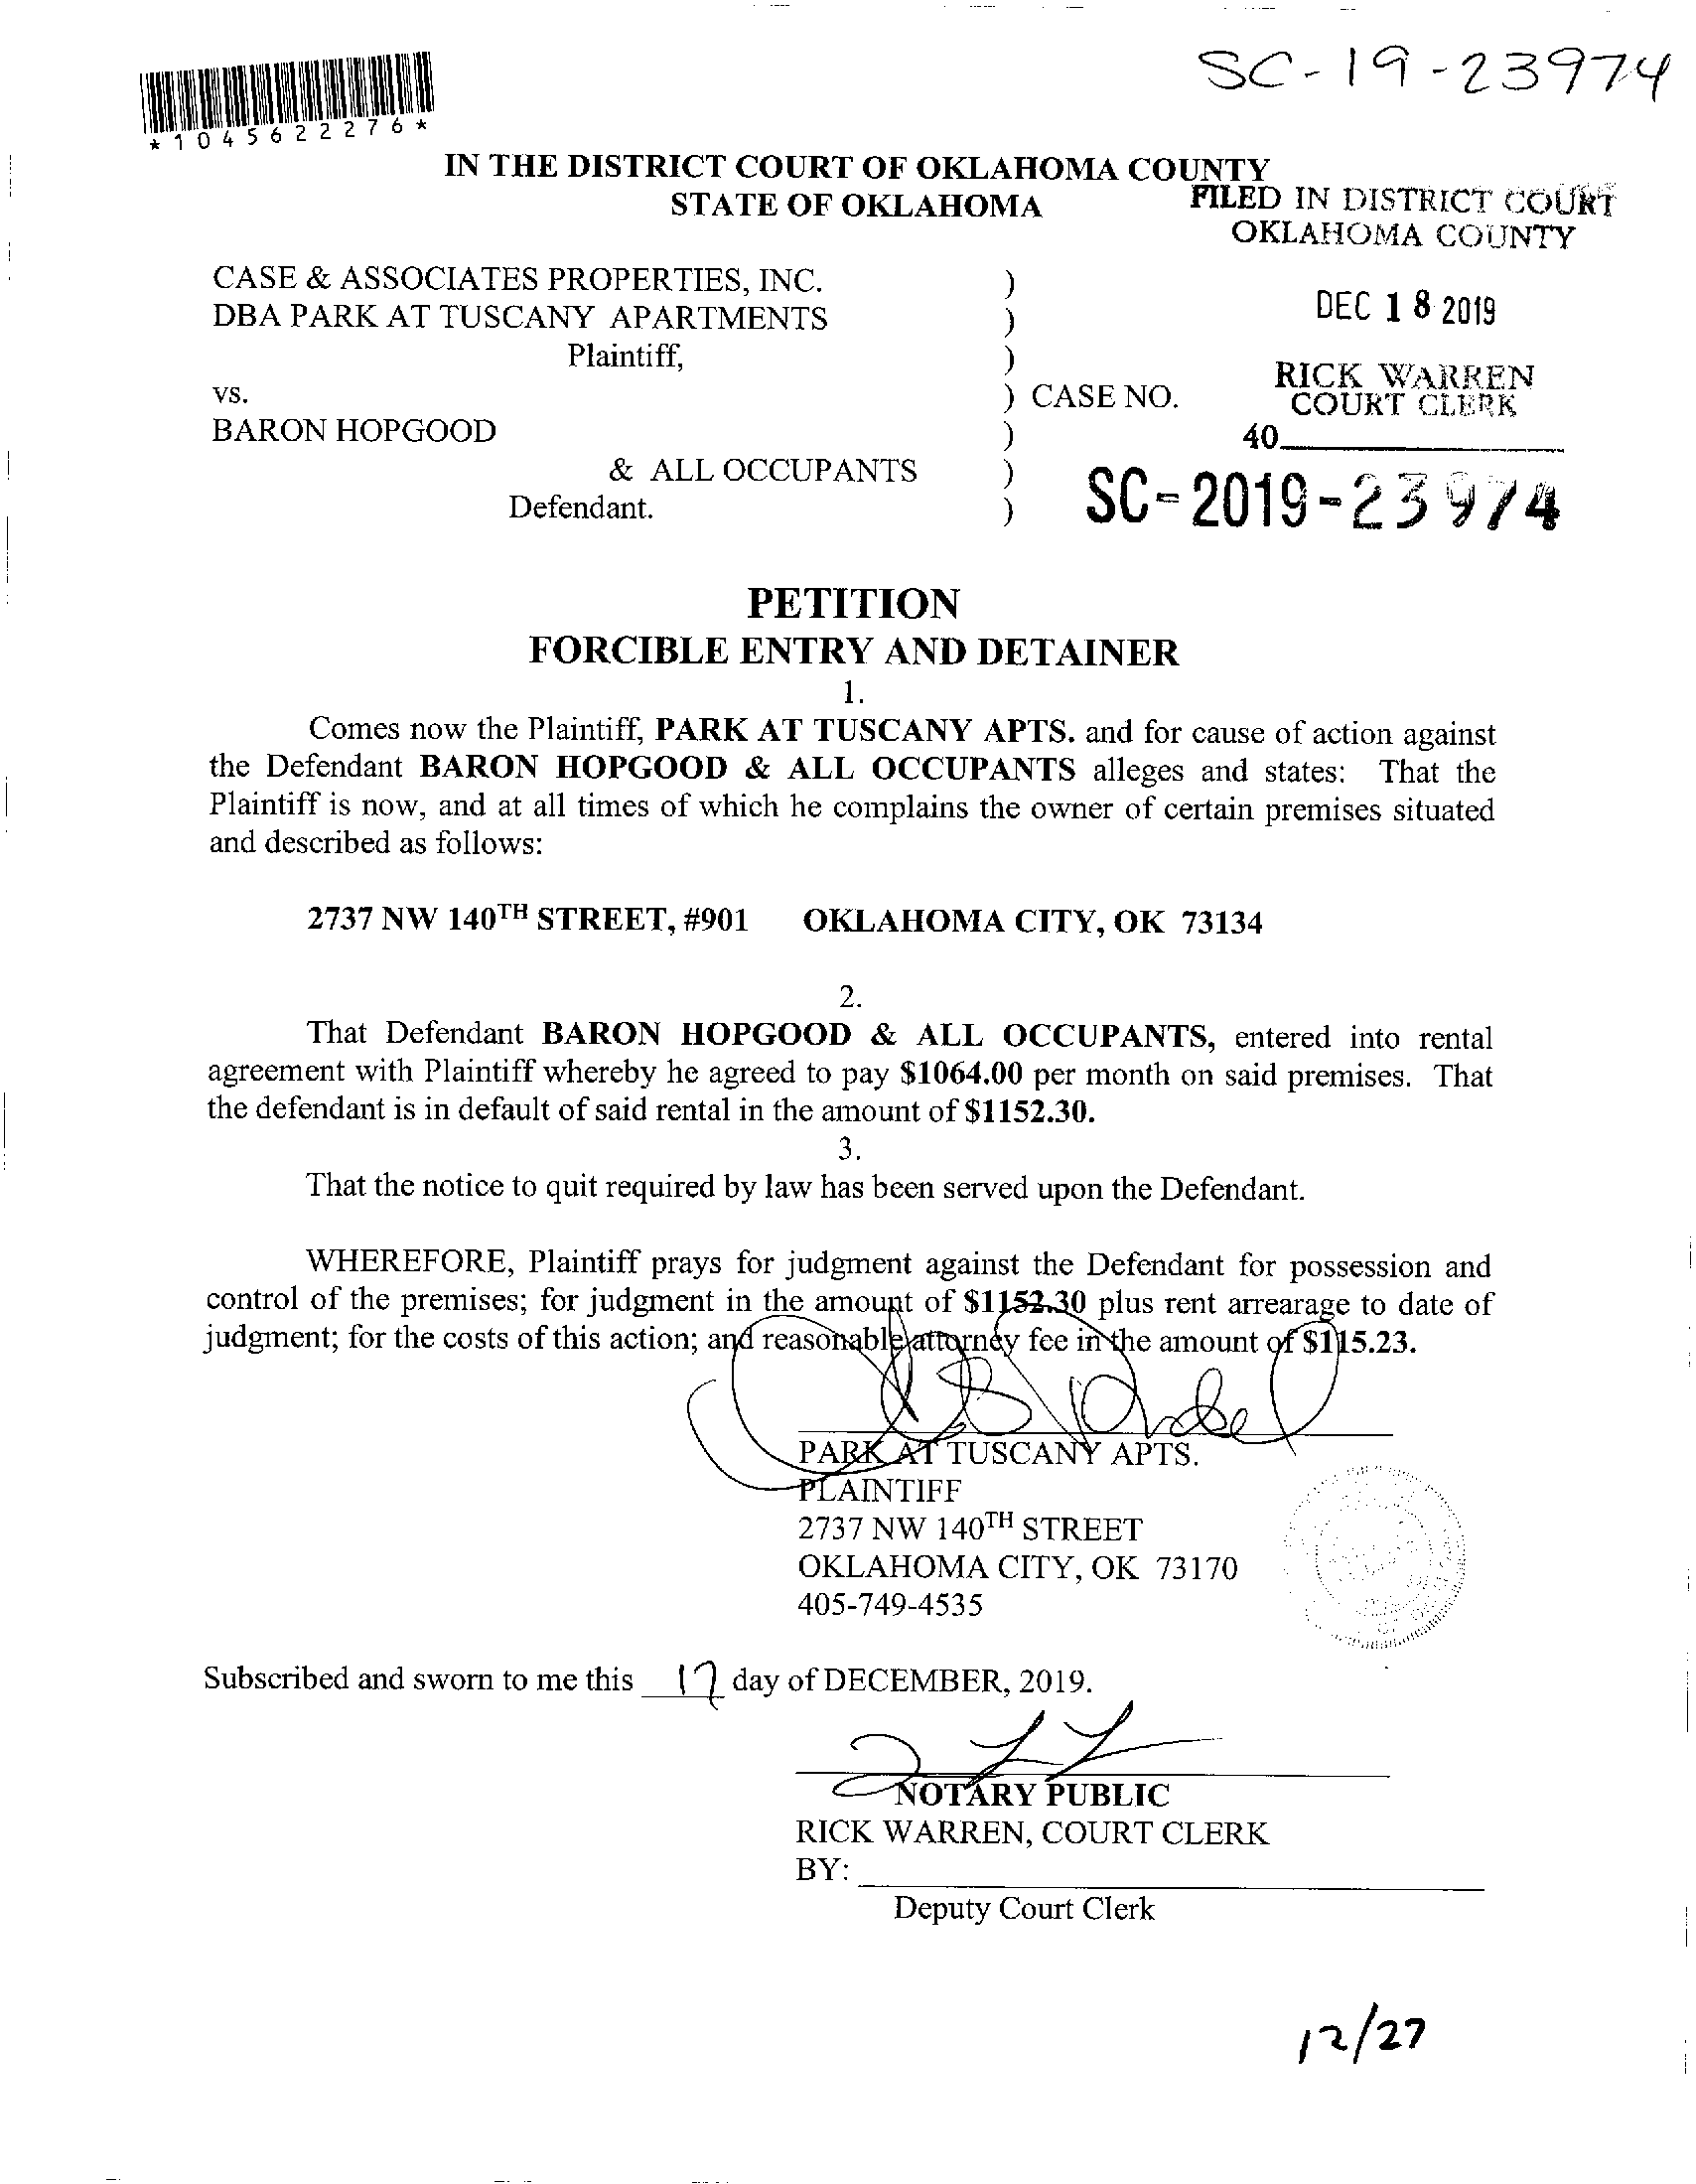 SC-19-23974
*1045622276*
IN THE DISTRICT COURT OF OKLAHOMA COUNTY
STATE OF OKLAHOMA
FILED IN DISTRICT COURT
OKLAHOMA COUNTY
CASE & ASSOCIATES PROPERTIES, INC. )
DBA PARK AT TUSCANY APARTMENTS ) DEC 18 2019
Plaintiff, )
RICK WARREN
vs. ) CASE NO. COURT CLERK
BARON HOPGOOD ) 40
& ALL OCCUPANTS )
Defendant. ) SC-2019-23974
PETITION
FORCIBLE ENTRY AND DETAINER
1.
Comes now the Plaintiff, PARK AT TUSCANY APTS. and for cause of action against
the Defendant BARON HOPGOOD & ALL OCCUPANTS alleges and states: That the
Plaintiff is now, and at all times of which he complains the owner of certain premises situated
and described as follows:
2737 NW 140TH STREET, #901 OKLAHOMA CITY, OK 73134
2.
That Defendant BARON HOPGOOD & ALL OCCUPANTS, entered into rental
agreement with Plaintiff whereby he agreed to pay $1064.00 per month on said premises. That
the defendant is in default of said rental in the amount of $1152.30.
3.
That the notice to quit required by law has been served upon the Defendant.
WHEREFORE, Plaintiff prays for judgment against the Defendant for possession and
control of the premises; for judgment in the amount of $1152.30 plus rent arrearage to date of
judgment; for the costs of this action; and reasonable attorney fee in the amount of $115.23.
PARK AT TUSCANY APTS.
PLAINTIFF
2737 NW 140TH STREET
OKLAHOMA CITY, OK 73170
405-749-4535
Subscribed and sworn to me this 17 day of DECEMBER, 2019.
NOTARY PUBLIC
RICK WARREN, COURT CLERK
BY:
Deputy Court Clerk
12/27